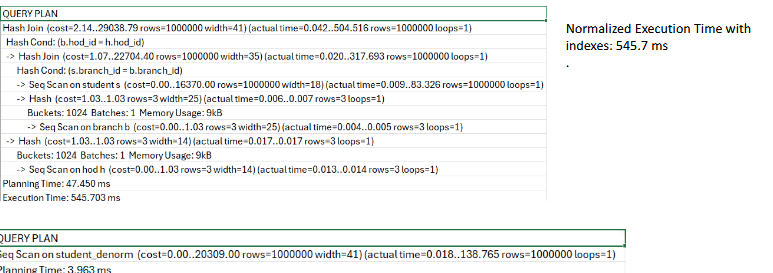 QUERY PLAN
Hash Join (cost=2.14..29038.79 rows=1000000 width=41) (actual time=0.042..504.516 rows=1000000 loops=1)
Hash Cond: (b.hod_id = h.hod_id)
-> Hash Join (cost=1.07..22704.40 rows=1000000 width=35) (actual time=0.020..317.693 rows=1000000 loops=1)
Hash Cond: (s.branch_id = b.branch_id)
-> Seq Scan on student s (cost=0.00..16370.00 rows=1000000 width=18) (actual time=0.009..83.326 rows=1000000 loops=1)
-> Hash (cost=1.03..1.03 rows=3 width=25) (actual time=0.006..0.007 rows=3 loops=1)
Buckets: 1024 Batches: 1 Memory Usage: 9kB
-> Seq Scan on branch b (cost=0.00..1.03 rows=3 width=25) (actual time=0.004..0.005 rows=3 loops=1)
-> Hash (cost=1.03..1.03 rows=3 width=14) (actual time=0.017..0.017 rows=3 loops=1)
Buckets: 1024 Batches: 1 Memory Usage: 9kB
-> Seq Scan on hod h (cost=0.00..1.03 rows=3 width=14) (actual time=0.013..0.014 rows=3 loops=1)
Planning Time: 47.450 ms
Execution Time: 545.703 ms
Normalized Execution Time with
indexes: 545.7 ms
.
QUERY PLAN
Seq Scan on student_denorm (cost=0.00..20309.00 rows=1000000 width=41) (actual time=0.018..138.765 rows=1000000 loops=1)
Planning Time: 3.963 ms